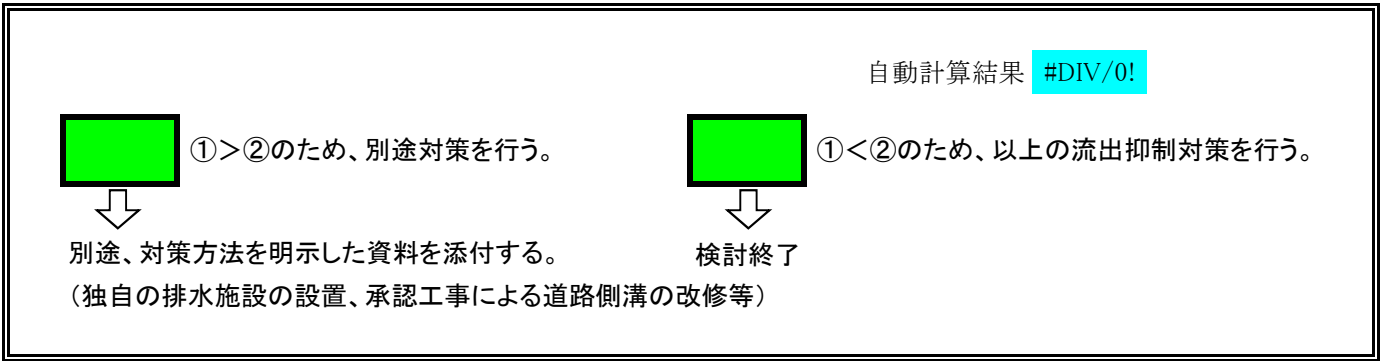 自動計算結果 #DIV/0!
①＞②のため、別途対策を行う。
①＜②のため、以上の流出抑制対策を行う。
別途、対策方法を明示した資料を添付する。
検討終了
（独自の排水施設の設置、承認工事による道路側溝の改修等）